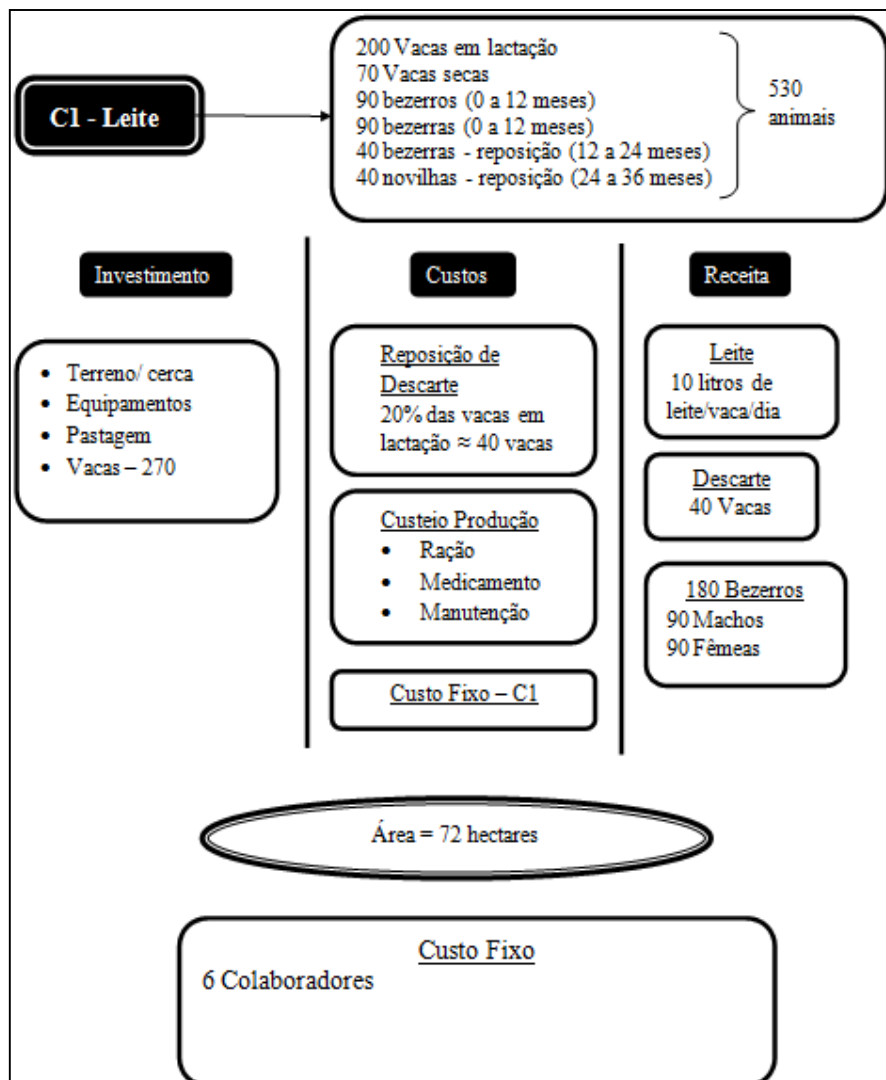 C1 - Leite
200 Vacas em lactação
70 Vacas secas
90 bezerros (0 a 12 meses)
90 bezerras (0 a 12 meses)
40 bezerras - reposição (12 a 24 meses)
40 novilhas - reposição (24 a 36 meses)
530
animais
Investimento
• Terreno/ cerca
• Equipamentos
• Pastagem
• Vacas – 270
Custos
Reposição de
Descarte
20% das vacas em
lactação ≈ 40 vacas
Custeio Produção
• Ração
• Medicamento
• Manutenção
Custo Fixo – C1
Receita
Leite
10 litros de
leite/vaca/dia
Descarte
40 Vacas
180 Bezerros
90 Machos
90 Fêmeas
Área = 72 hectares
Custo Fixo
6 Colaboradores